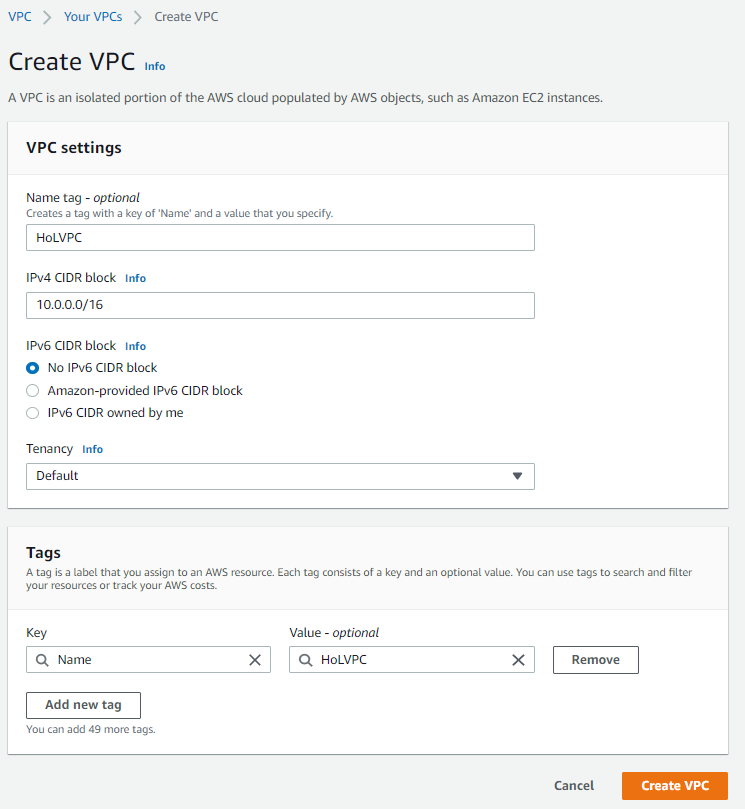 VPC > Your VPCs > Create VPC
Create VPC Info
A VPC is an isolated portion of the AWS cloud populated by AWS objects, such as Amazon EC2 instances.
VPC settings
Name tag - optional
Creates a tag with a key of 'Name' and a value that you specify.
HoLVPC
IPv4 CIDR block Info
10.0.0.0/16
IPv6 CIDR block Info
No IPv6 CIDR block
Amazon-provided IPv6 CIDR block
IPv6 CIDR owned by me
Tenancy Info
Default
Tags
A tag is a label that you assign to an AWS resource. Each tag consists of a key and an optional value. You can use tags to search and filter
your resources or track your AWS costs.
Key Value - optional
Name HoLVPC Remove
Add new tag
You can add 49 more tags.
Cancel Create VPC